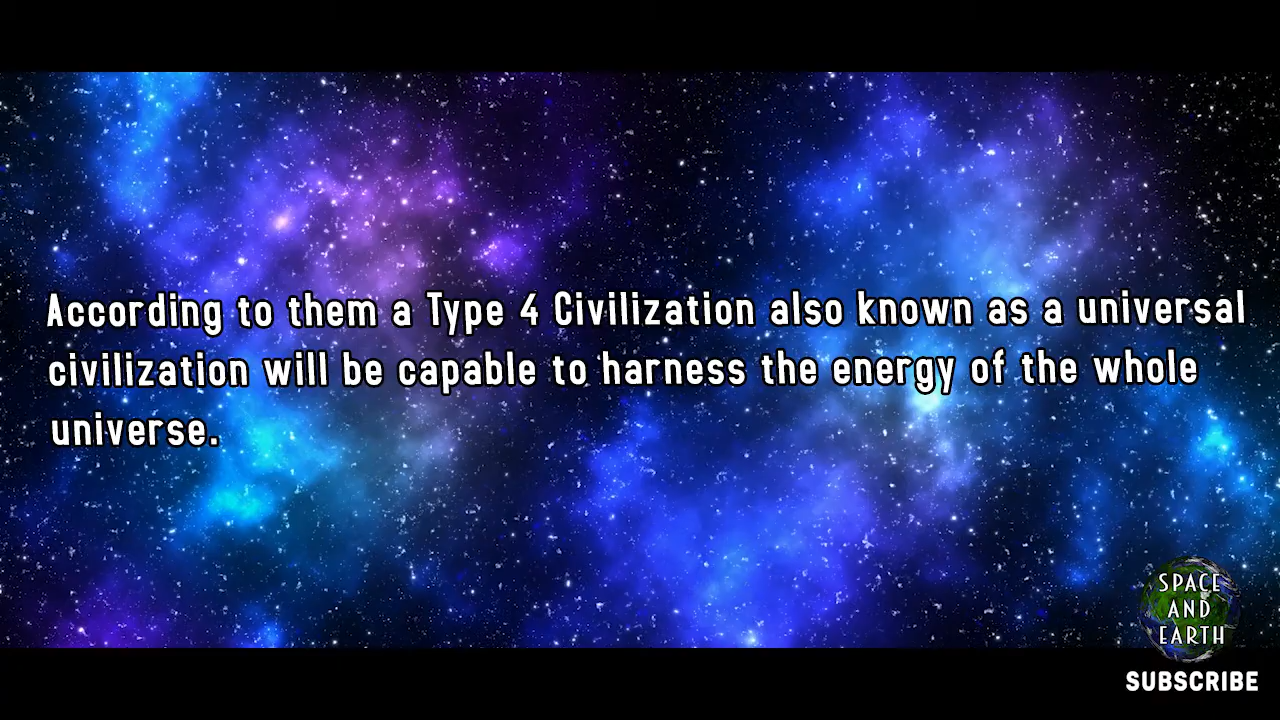 According to them a Type 4 Civilization also known as a universal
civilization will be capable to harness the energy of the whole
universe.
SPACE
AND
EARTH
SUBSCRIBE